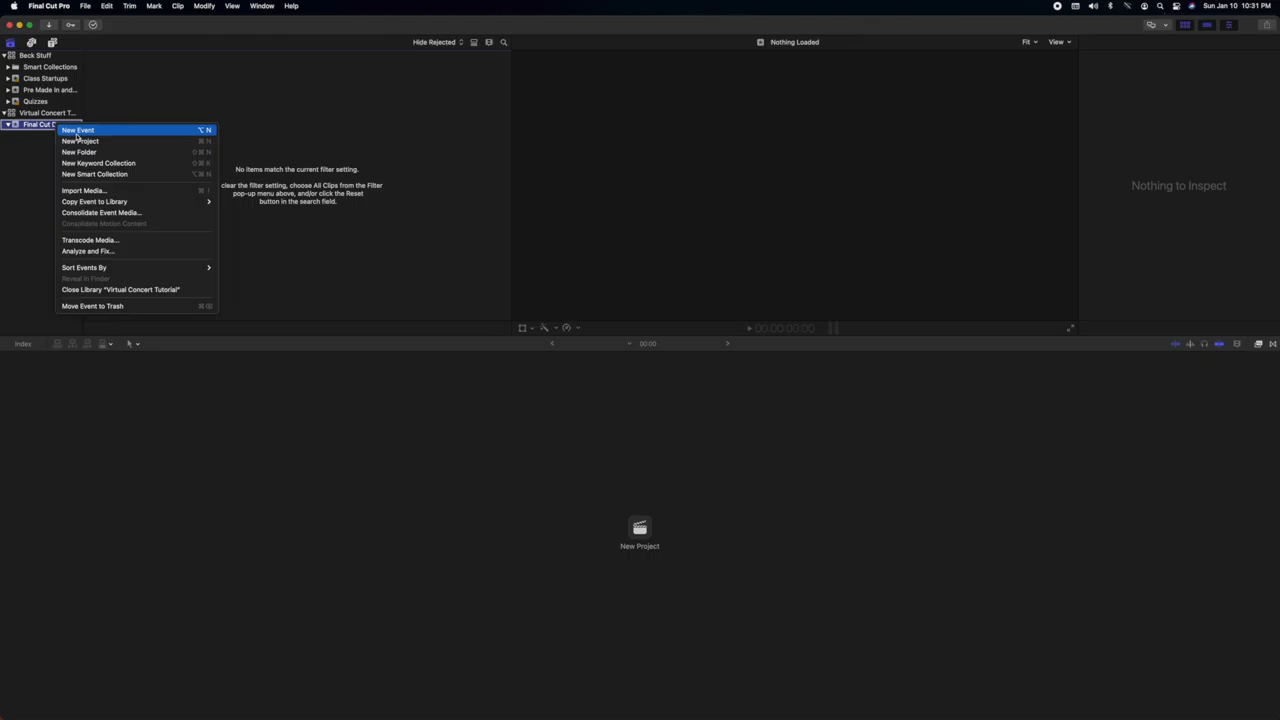 Final Cut Pro File Edit Trim Mark Clip Modify View Window Help Sun Jan 10 10:31 PM
Hide Rejected Nothing Loaded Fit View
Beck Stuff
Smart Collections
Class Startups
Pre Made In and...
Quizzes
Virtual Concert T...
Final Cut
New Event ⌥ N
New Project ⌘ N
New Folder ⇧⌘ N
New Keyword Collection ⇧⌘ K
New Smart Collection ⌥⌘ N
Import Media... ⌘ I
Copy Event to Library
Consolidate Event Media...
Consolidate Motion Content
Transcode Media...
Analyze and Fix...
Sort Events By
Reveal in Finder
Close Library "Virtual Concert Tutorial"
Move Event to Trash ⌘⌫
No items match the current filter setting.
clear the filter setting, choose All Clips from the Filter
pop-up menu above, and/or click the Reset
button in the search field.
Nothing to Inspect
00:00:00:00
Index 00:00
New Project